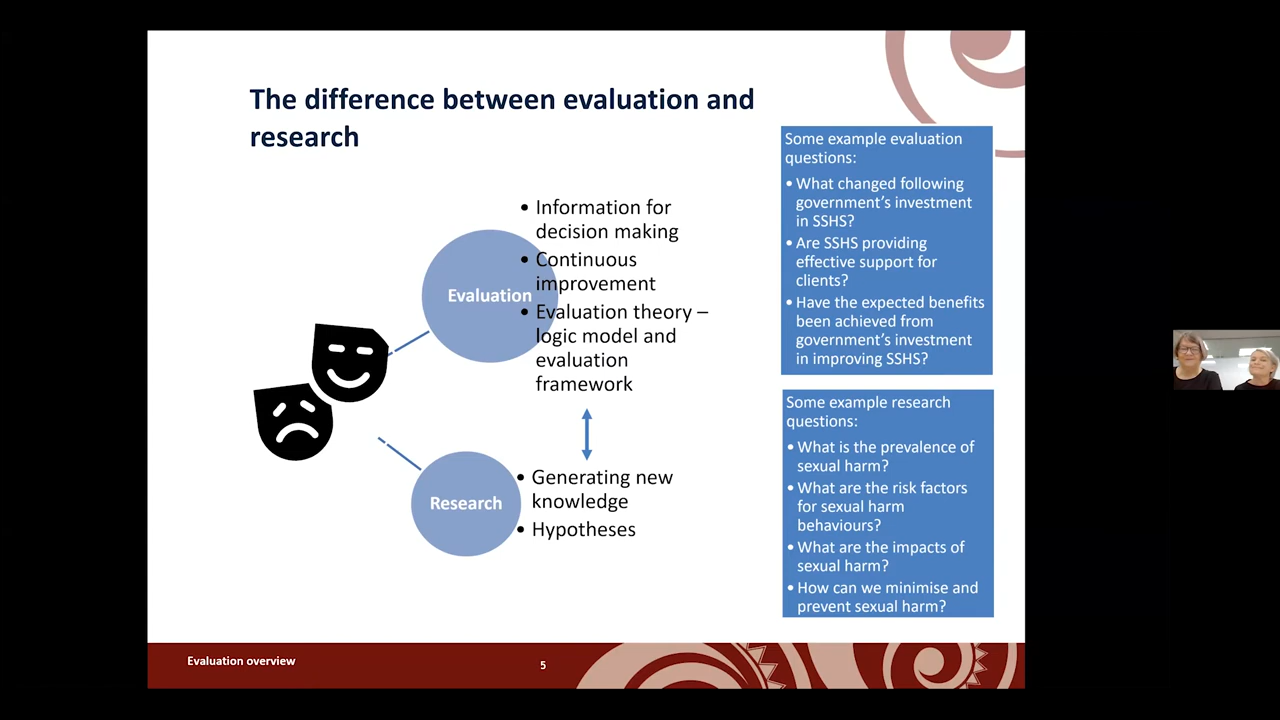 The difference between evaluation and
research
Evaluation
• Information for
decision making
• Continuous
improvement
• Evaluation theory –
logic model and
evaluation
framework
Research
• Generating new
knowledge
• Hypotheses
Some example evaluation
questions:
• What changed following
government's investment
in SSHS?
• Are SSHS providing
effective support for
clients?
• Have the expected benefits
been achieved from
government's investment
in improving SSHS?
Some example research
questions:
• What is the prevalence of
sexual harm?
• What are the risk factors
for sexual harm
behaviours?
• What are the impacts of
sexual harm?
• How can we minimise and
prevent sexual harm?
Evaluation overview
5